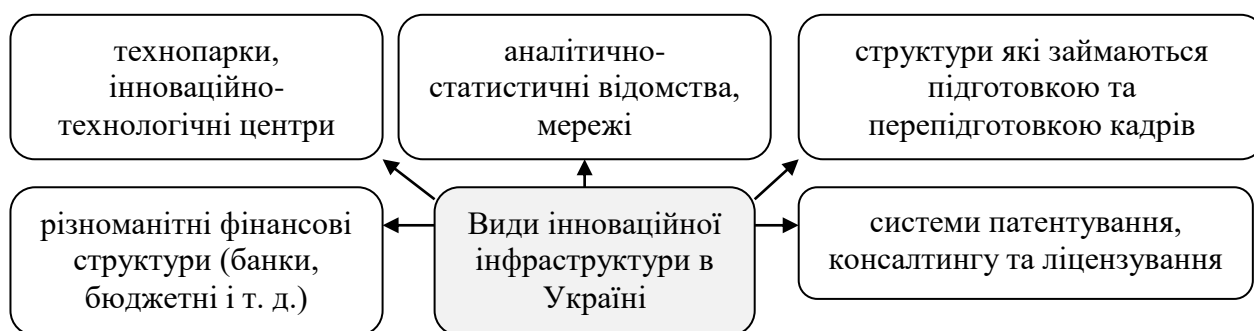 технопарки,
інноваційно-
технологічні центри
аналітично-
статистичні відомства,
мережі
структури які займаються
підготовкою та
перепідготовкою кадрів
різноманітні фінансові
структури (банки,
бюджетні і т. д.)
Види інноваційної
інфраструктури в
Україні
системи патентування,
консалтингу та ліцензування